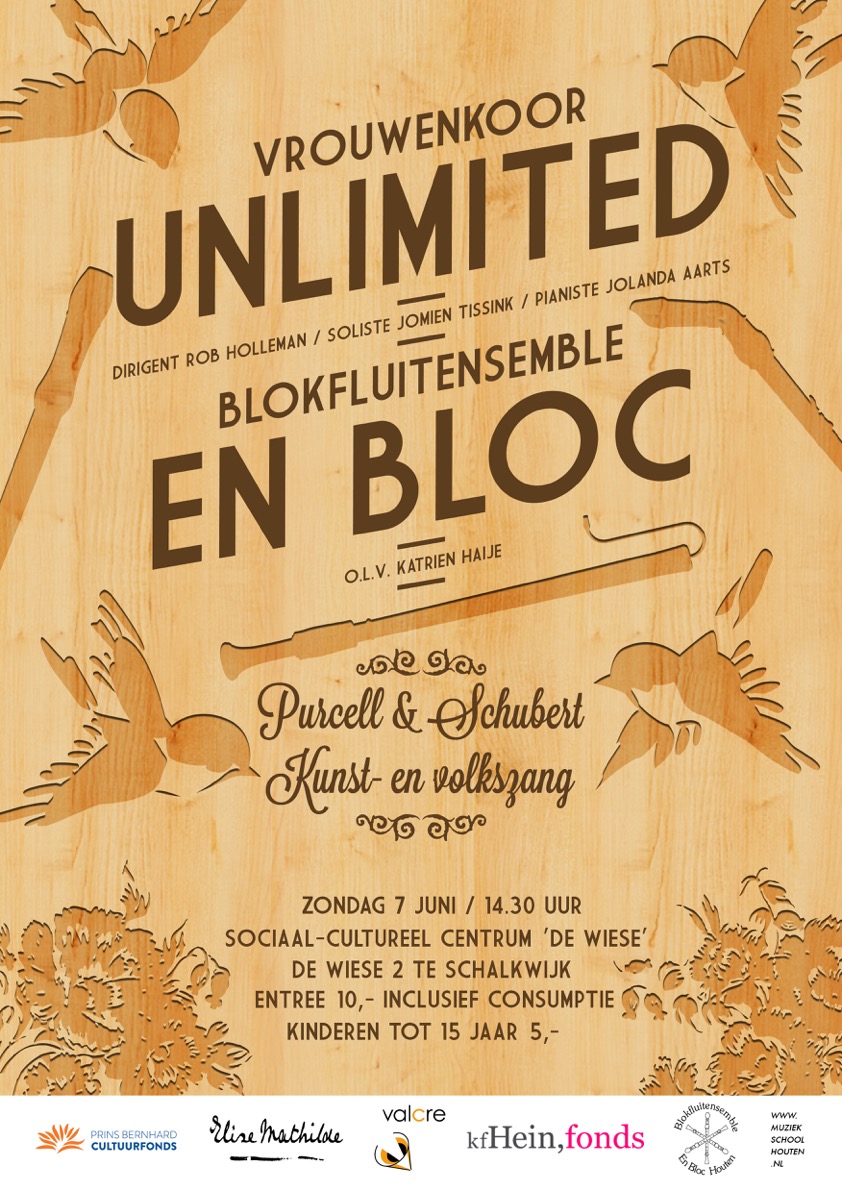 VROUWENKOOR
UNLIMITED
DIRIGENT ROB HOLLEMAN / SOLISTE JOMIEN TISSINK / PIANISTE JOLANDA AARTS
BLOKFLUITENSEMBLE
EN BLOC
O.L.V. KATRIEN HAIJE
Purcell & Schubert
Kunst- en volkszang
ZONDAG 7 JUNI / 14.30 UUR
SOCIAAL-CULTUREEL CENTRUM 'DE WIESE'
DE WIESE 2 TE SCHALKWIJK
ENTREE 10,- INCLUSIEF CONSUMPTIE
KINDEREN TOT 15 JAAR 5,-
PRINS BERNHARD
CULTUURFONDS
Elise Mathilde
valcre
kfHein,fonds
Blokfluitensemble
En Bloc Houten
WWW.
MUZIEK
SCHOOL
HOUTEN
.NL